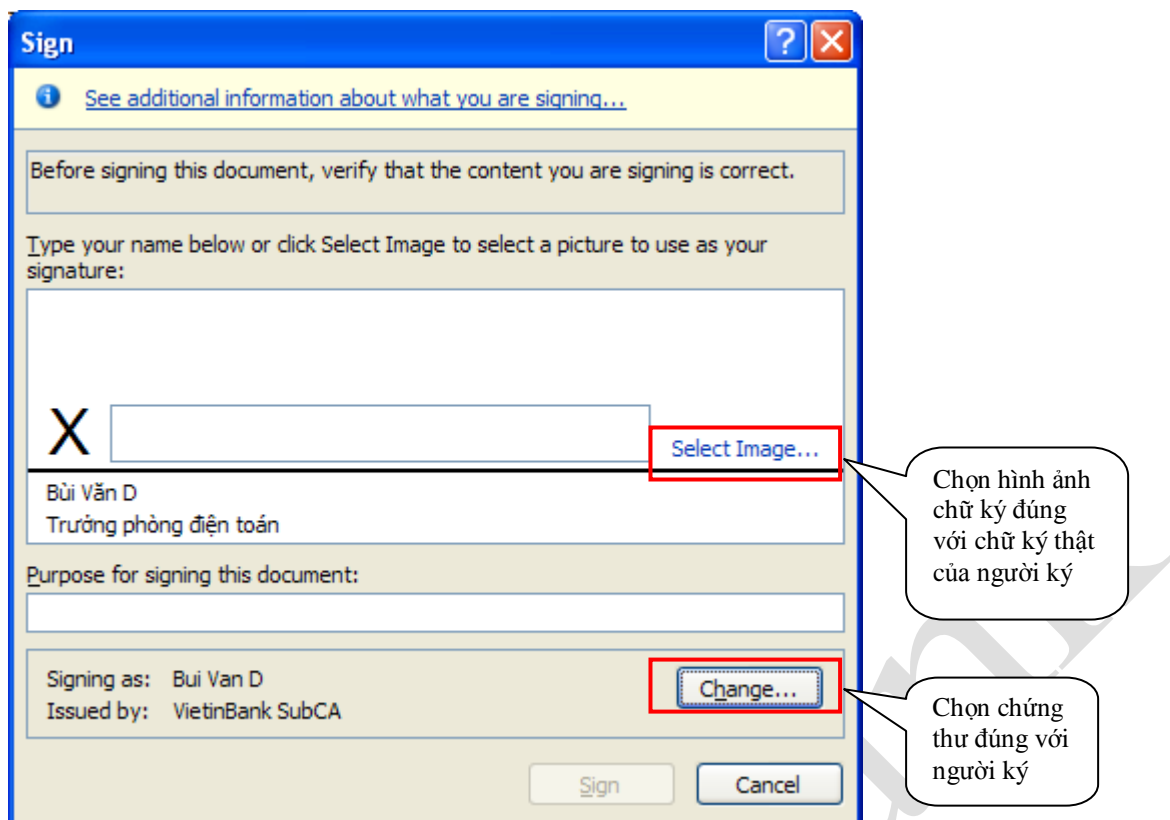 Sign
See additional information about what you are signing...
Before signing this document, verify that the content you are signing is correct.
Type your name below or click Select Image to select a picture to use as your
signature:
X
Select Image...
Bùi Văn D
Trưởng phòng điện toán
Purpose for signing this document:
Signing as: Bui Van D
Issued by: VietinBank SubCA
Change...
Sign
Cancel
Chọn hình ảnh
chữ ký đúng
với chữ ký thật
của người ký
Chọn chứng
thư đúng với
người ký